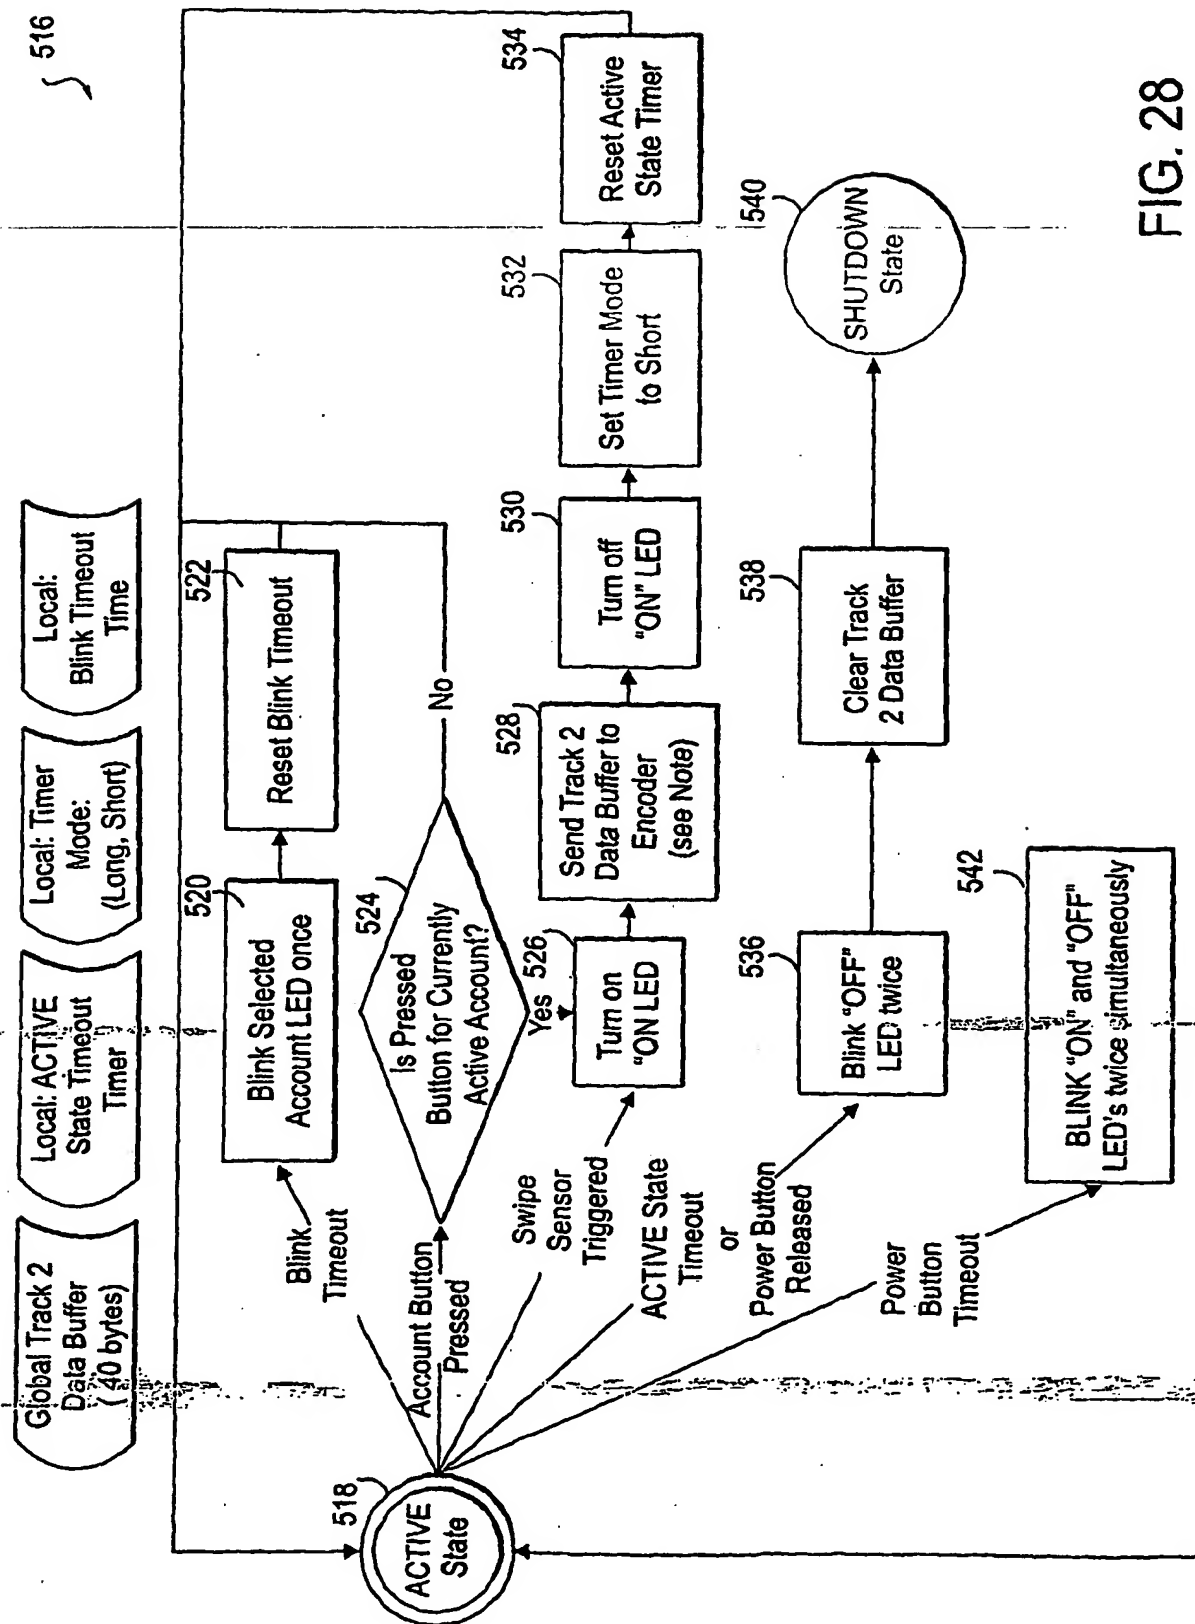 516
Global Track 2
Data Buffer
( 40 bytes)
Local: ACTIVE
State Timeout
Timer
Local: Timer
Mode:
(Long, Short)
Local:
Blink Timeout
Time
518
ACTIVE
State
Blink
Timeout
520
Blink Selected
Account LED once
522
Reset Blink Timeout
Account Button
Pressed
524
Is Pressed
Button for Currently
Active Account?
No
Yes
Swipe
Sensor
Triggered
526
Turn on
"ON LED
528
Send Track 2
Data Buffer to
Encoder
(see Note)
530
Turn off
"ON" LED
532
Set Timer Mode
to Short
534
Reset Active
State Timer
ACTIVE State
Timeout
or
Power Button
Released
536
Blink "OFF"
LED twice
538
Clear Track
2 Data Buffer
540
SHUTDOWN
State
Power
Button
Timeout
542
BLINK "ON" and "OFF"
LED's twice simultaneously
FIG. 28